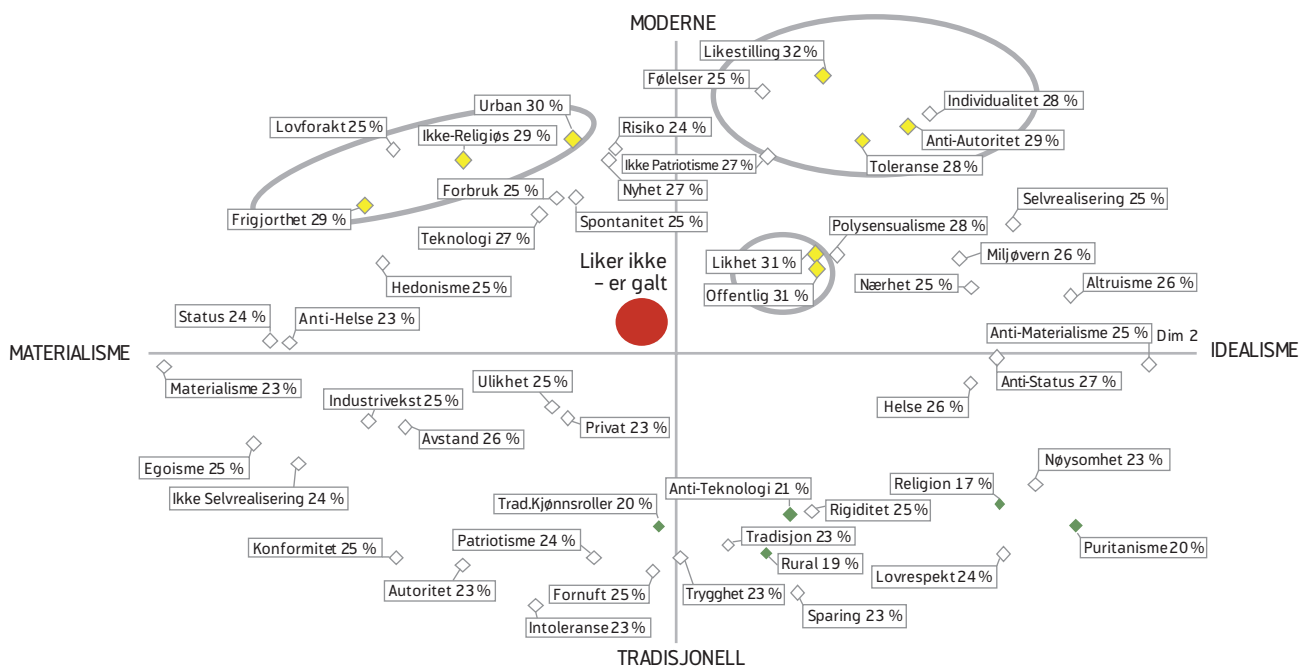 MODERNE
Likestilling 32%
Følelser 25 %
Individualitet 28 %
Urban 30 %
Lovforakt 25%
Ikke-Religiøs 29 %
Risiko 24 %
Anti-Autoritet 29%
Ikke Patriotisme 27%
Toleranse 28%
Forbruk 25 %
Nyhet 27%
Selvrealisering 25 %
Frigjorthet 29 %
Spontanitet 25%
Polysensualisme 28%
Teknologi 27%
Likhet 31%
Miljøvern 26%
Liker ikke
– er galt
Hedonisme 25%
Offentlig 31%
Nærhet 25 %
Altruisme 26 %
Status 24 %
Anti-Helse 23%
Anti-Materialisme 25 %
Dim 2
MATERIALISME
IDEALISME
Materialisme 23%
Ulikhet 25%
Anti-Status 27%
Industrivekst 25%
Helse 26%
Privat 23%
Avstand 26 %
Egoisme 25 %
Nøysomhet 23%
Ikke Selvrealisering 24%
Anti-Teknologi 21 %
Religion 17 %
Trad.Kjønnsroller 20%
Rigiditet 25%
Tradisjon 23%
Patriotisme 24 %
Konformitet 25%
Puritanisme 20%
Rural 19%
Lovrespekt 24%
Autoritet 23%
Fornuft 25%
Trygghet 23%
Sparing 23%
Intoleranse 23%
TRADISJONELL